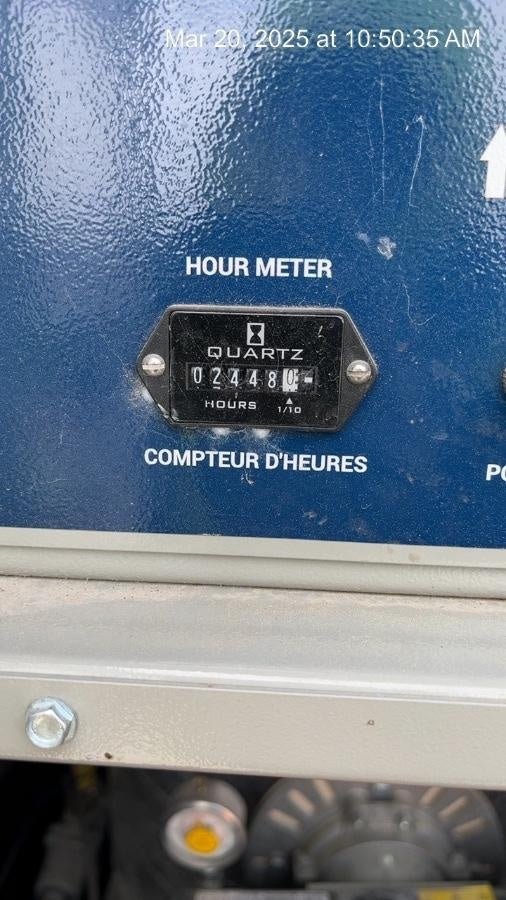 Mar 20, 2025 at 10:50:35 AM
HOUR METER
QUARTZ
024480
HOURS 1/10
COMPTEUR D'HEURES